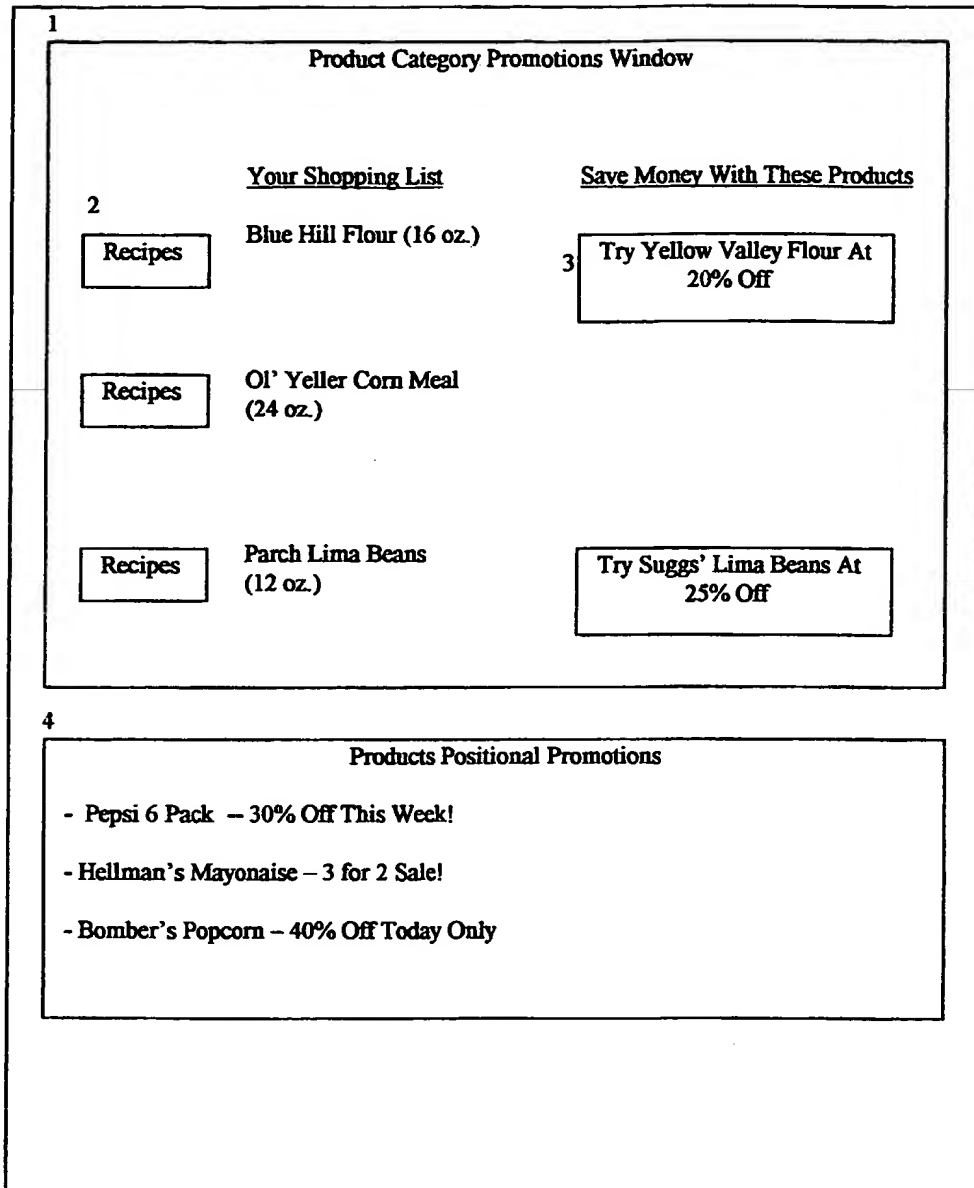 1
Product Category Promotions Window
Your Shopping List
Save Money With These Products
2
Recipes
Blue Hill Flour (16 oz.)
3
Try Yellow Valley Flour At
20% Off
Recipes
Ol' Yeller Corn Meal
(24 oz.)
Recipes
Parch Lima Beans
(12 oz.)
Try Suggs' Lima Beans At
25% Off
4
Products Positional Promotions
- Pepsi 6 Pack – 30% Off This Week!
- Hellman's Mayonaise – 3 for 2 Sale!
- Bomber's Popcorn – 40% Off Today Only